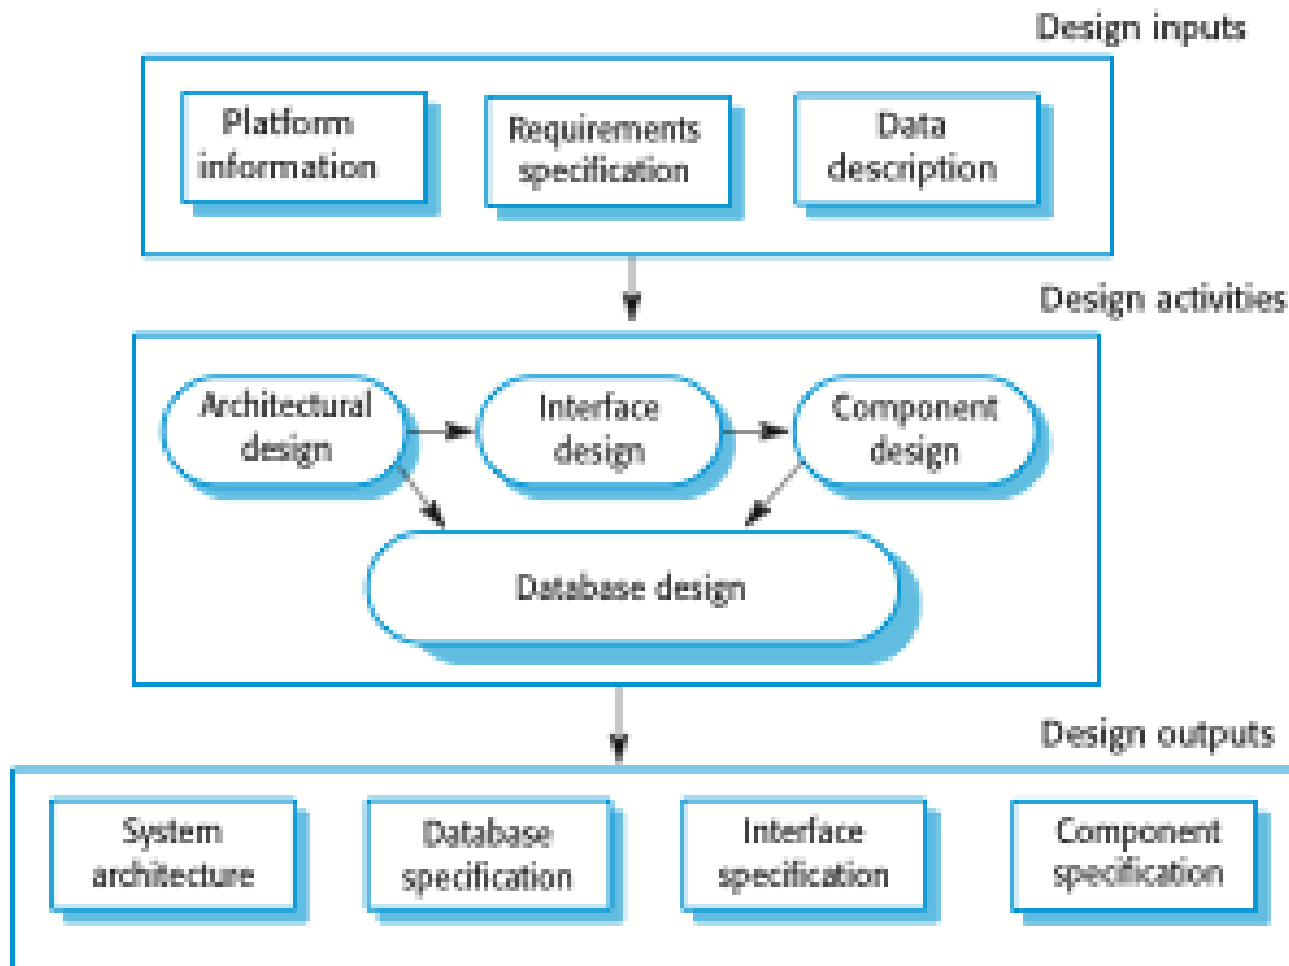 Design inputs
Platform
information
Requirements
specification
Data
description
Design activities
Architectural
design
Interface
design
Component
design
Database design
Design outputs
System
architecture
Database
specification
Interface
specification
Component
specification